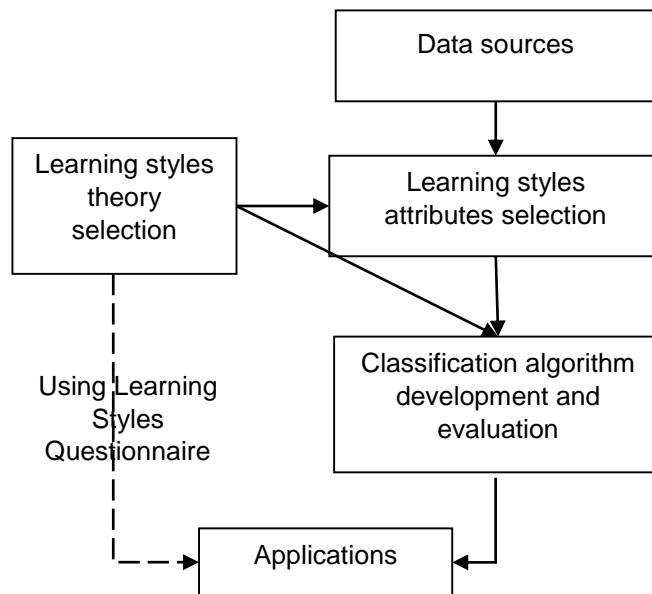 Data sources
Learning styles
theory
selection
Learning styles
attributes selection
Classification algorithm
development and
evaluation
Using Learning
Styles
Questionnaire
Applications